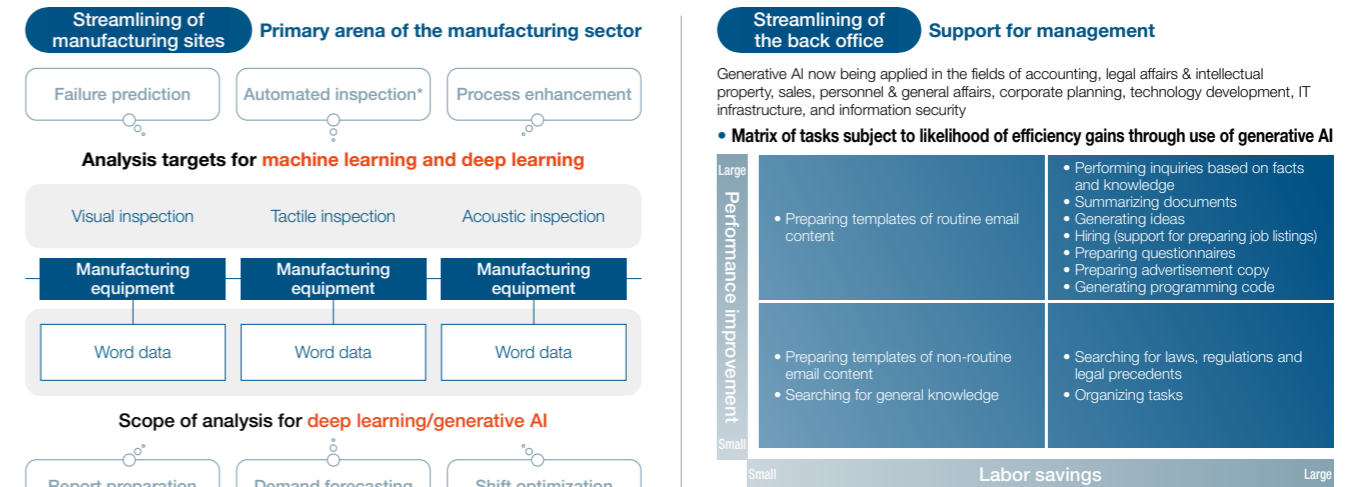 Streamlining of
manufacturing sites
Primary arena of the manufacturing sector
Failure prediction
Automated inspection*
Process enhancement
Analysis targets for machine learning and deep learning
Visual inspection
Tactile inspection
Acoustic inspection
Manufacturing
equipment
Manufacturing
equipment
Manufacturing
equipment
Word data
Word data
Word data
Scope of analysis for deep learning/generative AI
Report preparation
Demand forecasting
Shift optimization
Streamlining of
the back office
Support for management
Generative AI now being applied in the fields of accounting, legal affairs & intellectual
property, sales, personnel & general affairs, corporate planning, technology development, IT
infrastructure, and information security
• Matrix of tasks subject to likelihood of efficiency gains through use of generative AI
Large
Performance improvement
Small
• Preparing templates of routine email
content
• Performing inquiries based on facts
and knowledge
• Summarizing documents
• Generating ideas
• Hiring (support for preparing job listings)
• Preparing questionnaires
• Preparing advertisement copy
• Generating programming code
• Preparing templates of non-routine
email content
• Searching for general knowledge
• Searching for laws, regulations and
legal precedents
• Organizing tasks
Small
Labor savings
Large